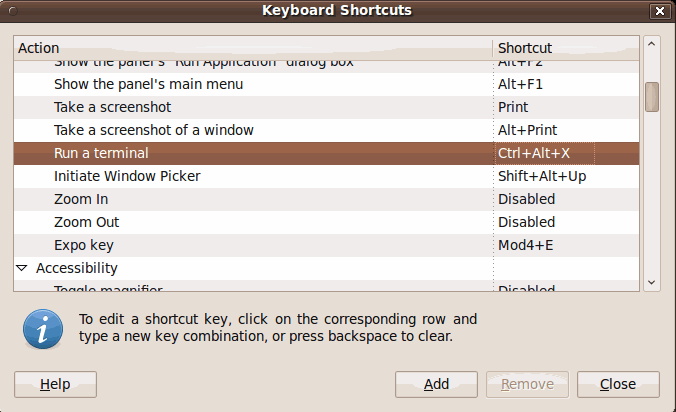 Keyboard Shortcuts
Action Shortcut
Show the panel's "Run Application" dialog box Alt+F2
Show the panel's main menu Alt+F1
Take a screenshot Print
Take a screenshot of a window Alt+Print
Run a terminal Ctrl+Alt+X
Initiate Window Picker Shift+Alt+Up
Zoom In Disabled
Zoom Out Disabled
Expo key Mod4+E
Accessibility
Toggle magnifier Disabled
To edit a shortcut key, click on the corresponding row and
type a new key combination, or press backspace to clear.
Help Add Remove Close